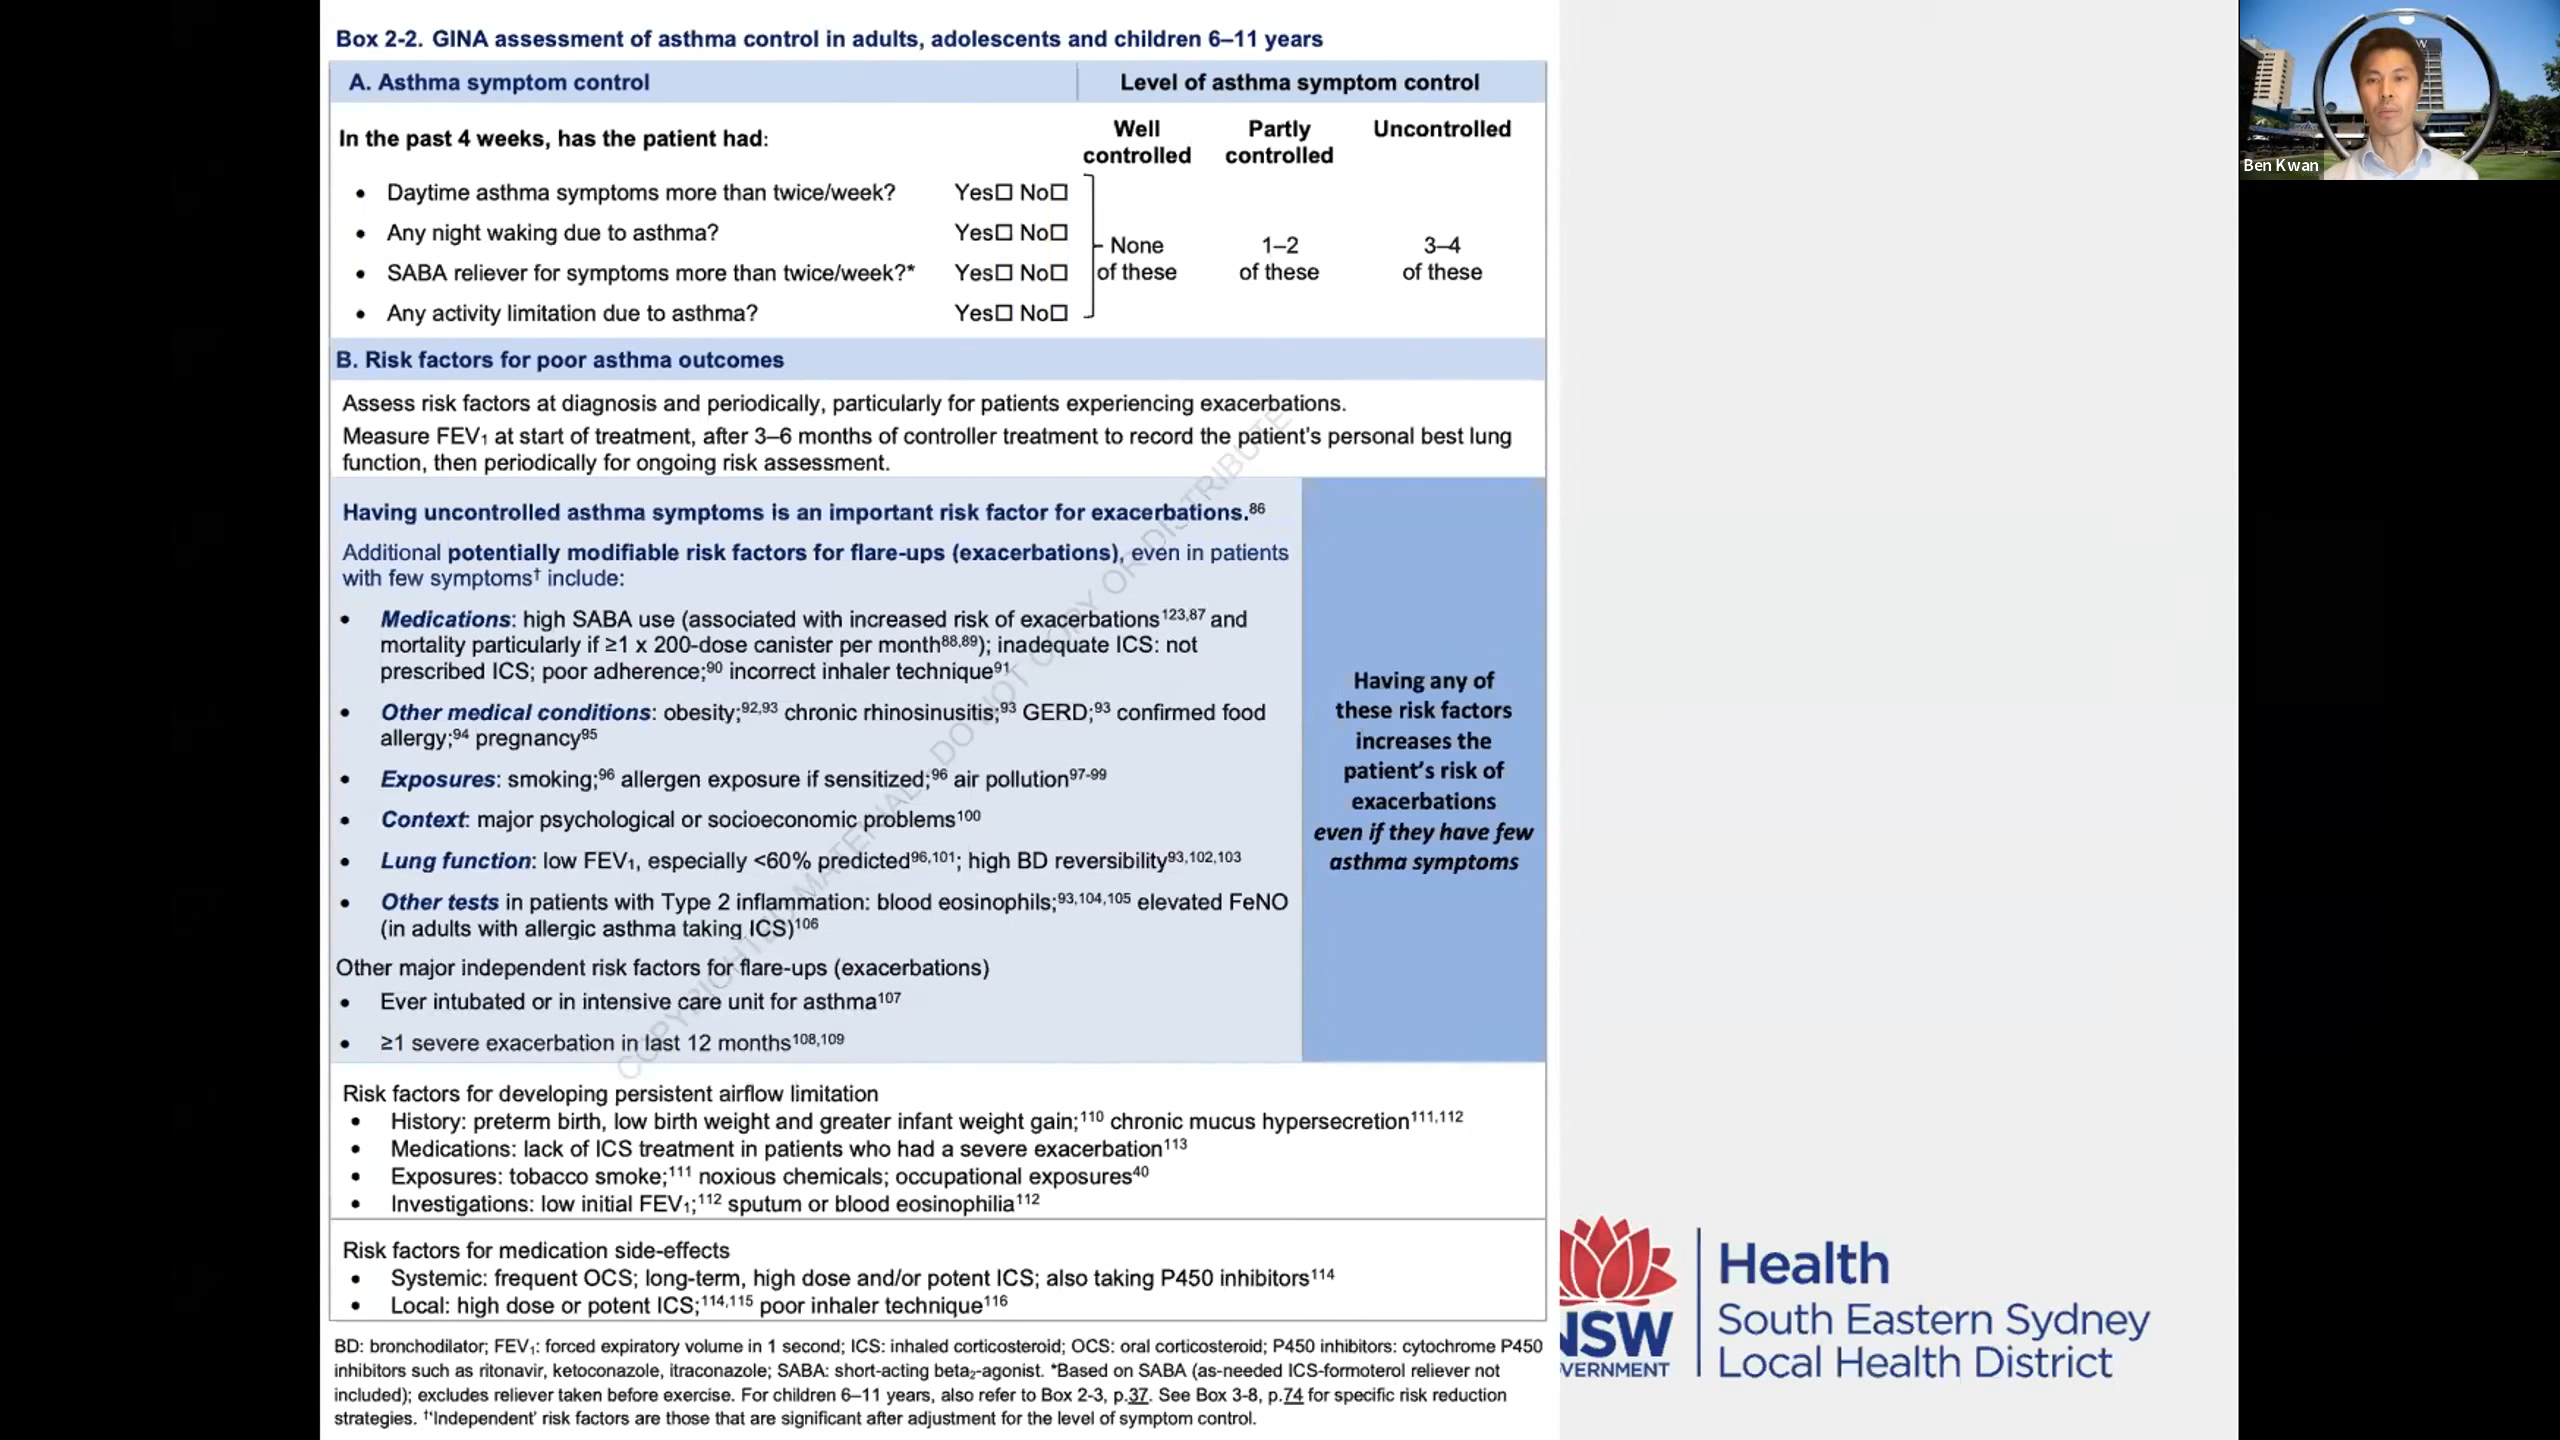 Box 2-2. GINA assessment of asthma control in adults, adolescents and children 6–11 years
A. Asthma symptom control
Level of asthma symptom control
In the past 4 weeks, has the patient had:
Well controlled
Partly controlled
Uncontrolled
• Daytime asthma symptoms more than twice/week? Yes☐ No☐
• Any night waking due to asthma? Yes☐ No☐
• SABA reliever for symptoms more than twice/week?* Yes☐ No☐
• Any activity limitation due to asthma? Yes☐ No☐
None of these
1–2 of these
3–4 of these
B. Risk factors for poor asthma outcomes
Assess risk factors at diagnosis and periodically, particularly for patients experiencing exacerbations.
Measure FEV₁ at start of treatment, after 3–6 months of controller treatment to record the patient's personal best lung
function, then periodically for ongoing risk assessment.
Having uncontrolled asthma symptoms is an important risk factor for exacerbations.⁸⁶
Additional potentially modifiable risk factors for flare-ups (exacerbations), even in patients
with few symptoms† include:
• Medications: high SABA use (associated with increased risk of exacerbations¹²³,⁸⁷ and
mortality particularly if ≥1 x 200-dose canister per month⁸⁸,⁸⁹); inadequate ICS: not
prescribed ICS; poor adherence;⁹⁰ incorrect inhaler technique⁹¹
• Other medical conditions: obesity;⁹²,⁹³ chronic rhinosinusitis;⁹³ GERD;⁹³ confirmed food
allergy;⁹⁴ pregnancy⁹⁵
• Exposures: smoking;⁹⁶ allergen exposure if sensitized;⁹⁶ air pollution⁹⁷⁻⁹⁹
• Context: major psychological or socioeconomic problems¹⁰⁰
• Lung function: low FEV₁, especially <60% predicted⁹⁶,¹⁰¹; high BD reversibility⁹³,¹⁰²,¹⁰³
• Other tests in patients with Type 2 inflammation: blood eosinophils;⁹³,¹⁰⁴,¹⁰⁵ elevated FeNO
(in adults with allergic asthma taking ICS)¹⁰⁶
Other major independent risk factors for flare-ups (exacerbations)
• Ever intubated or in intensive care unit for asthma¹⁰⁷
• ≥1 severe exacerbation in last 12 months¹⁰⁸,¹⁰⁹
Having any of
these risk factors
increases the
patient's risk of
exacerbations
even if they have few
asthma symptoms
Risk factors for developing persistent airflow limitation
• History: preterm birth, low birth weight and greater infant weight gain;¹¹⁰ chronic mucus hypersecretion¹¹¹,¹¹²
• Medications: lack of ICS treatment in patients who had a severe exacerbation¹¹³
• Exposures: tobacco smoke;¹¹¹ noxious chemicals; occupational exposures⁴⁰
• Investigations: low initial FEV₁;¹¹² sputum or blood eosinophilia¹¹²
Risk factors for medication side-effects
• Systemic: frequent OCS; long-term, high dose and/or potent ICS; also taking P450 inhibitors¹¹⁴
• Local: high dose or potent ICS;¹¹⁴,¹¹⁵ poor inhaler technique¹¹⁶
BD: bronchodilator; FEV₁: forced expiratory volume in 1 second; ICS: inhaled corticosteroid; OCS: oral corticosteroid; P450 inhibitors: cytochrome P450
inhibitors such as ritonavir, ketoconazole, itraconazole; SABA: short-acting beta₂-agonist. *Based on SABA (as-needed ICS-formoterol reliever not
included); excludes reliever taken before exercise. For children 6–11 years, also refer to Box 2-3, p.37. See Box 3-8, p.74 for specific risk reduction
strategies. †'Independent' risk factors are those that are significant after adjustment for the level of symptom control.
COPYRIGHTED MATERIAL - DO NOT COPY OR DISTRIBUTE
NSW
VERNMENT
Health
South Eastern Sydney
Local Health District
Ben Kwan